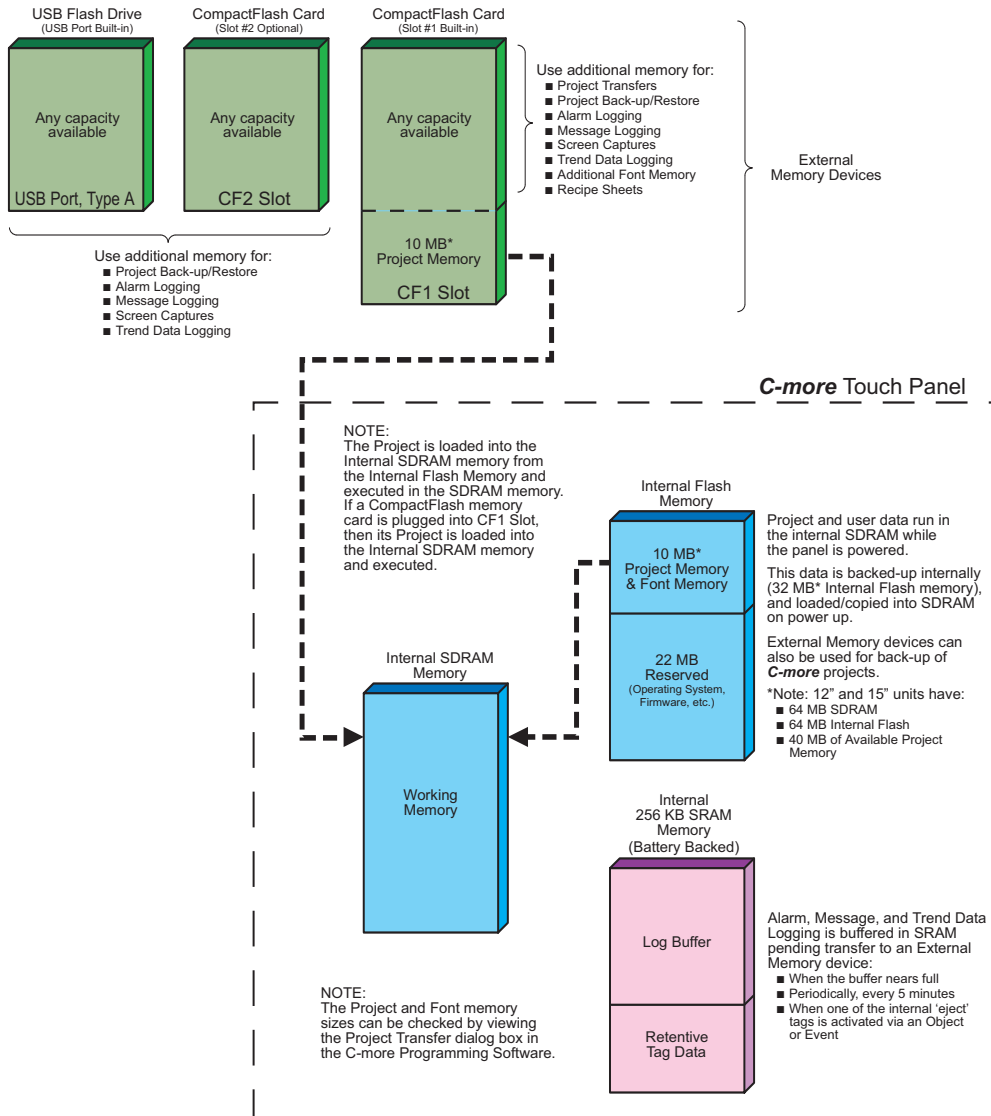 USB Flash Drive
(USB Port Built-in)
Any capacity
available
USB Port, Type A
CompactFlash Card
(Slot #2 Optional)
Any capacity
available
CF2 Slot
CompactFlash Card
(Slot #1 Built-in)
Any capacity
available
10 MB*
Project Memory
CF1 Slot
Use additional memory for:
■ Project Transfers
■ Project Back-up/Restore
■ Alarm Logging
■ Message Logging
■ Screen Captures
■ Trend Data Logging
■ Additional Font Memory
■ Recipe Sheets
External
Memory Devices
Use additional memory for:
■ Project Back-up/Restore
■ Alarm Logging
■ Message Logging
■ Screen Captures
■ Trend Data Logging
C-more Touch Panel
NOTE:
The Project is loaded into the
Internal SDRAM memory from
the Internal Flash Memory and
executed in the SDRAM memory.
If a CompactFlash memory
card is plugged into CF1 Slot,
then its Project is loaded into
the Internal SDRAM memory
and executed.
Internal Flash
Memory
10 MB*
Project Memory
& Font Memory
22 MB
Reserved
(Operating System,
Firmware, etc.)
Project and user data run in
the internal SDRAM while
the panel is powered.
This data is backed-up internally
(32 MB* Internal Flash memory),
and loaded/copied into SDRAM
on power up.
External Memory devices can
also be used for back-up of
C-more projects.
*Note: 12” and 15” units have:
■ 64 MB SDRAM
■ 64 MB Internal Flash
■ 40 MB of Available Project
Memory
Internal SDRAM
Memory
Working
Memory
Internal
256 KB SRAM
Memory
(Battery Backed)
Log Buffer
Retentive
Tag Data
Alarm, Message, and Trend Data
Logging is buffered in SRAM
pending transfer to an External
Memory device:
■ When the buffer nears full
■ Periodically, every 5 minutes
■ When one of the internal ‘eject’
tags is activated via an Object
or Event
NOTE:
The Project and Font memory
sizes can be checked by viewing
the Project Transfer dialog box in
the C-more Programming Software.